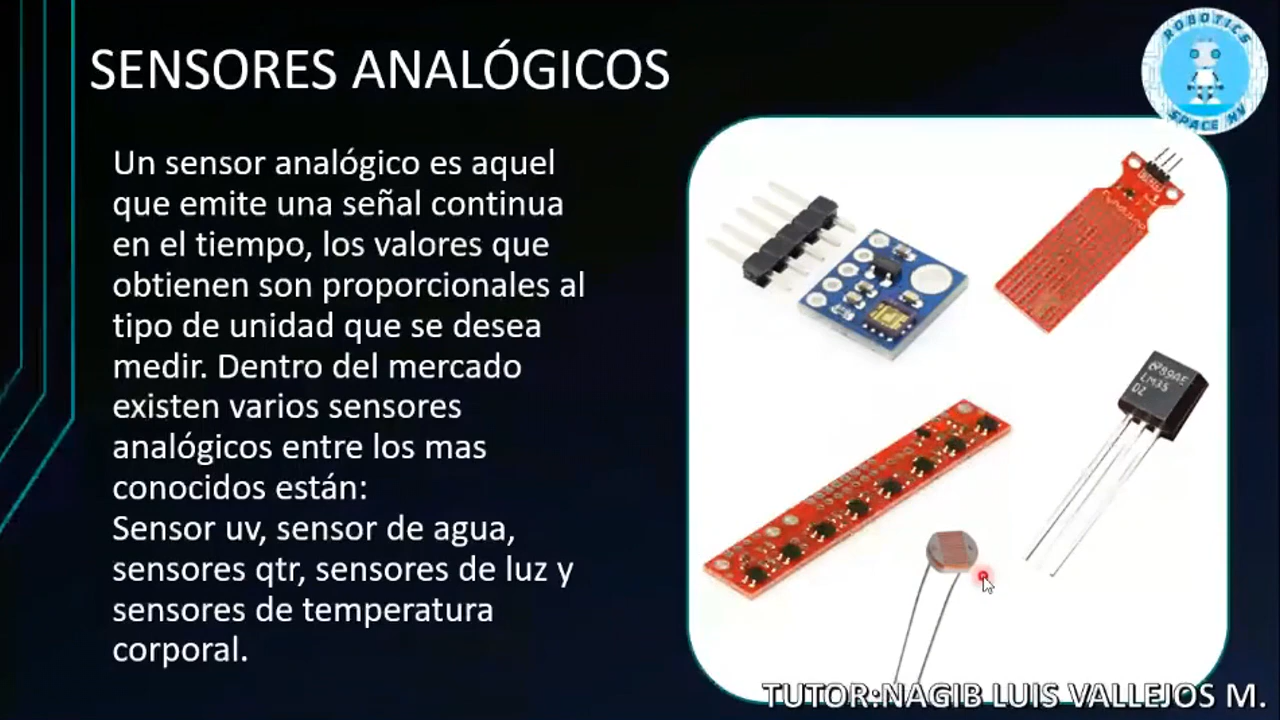 SENSORES ANALÓGICOS
ROBOTICS
SPACE NV
Un sensor analógico es aquel
que emite una señal continua
en el tiempo, los valores que
obtienen son proporcionales al
tipo de unidad que se desea
medir. Dentro del mercado
existen varios sensores
analógicos entre los mas
conocidos están:
Sensor uv, sensor de agua,
sensores qtr, sensores de luz y
sensores de temperatura
corporal.
LM35
DZ
TUTOR:NAGIB LUIS VALLEJOS M.